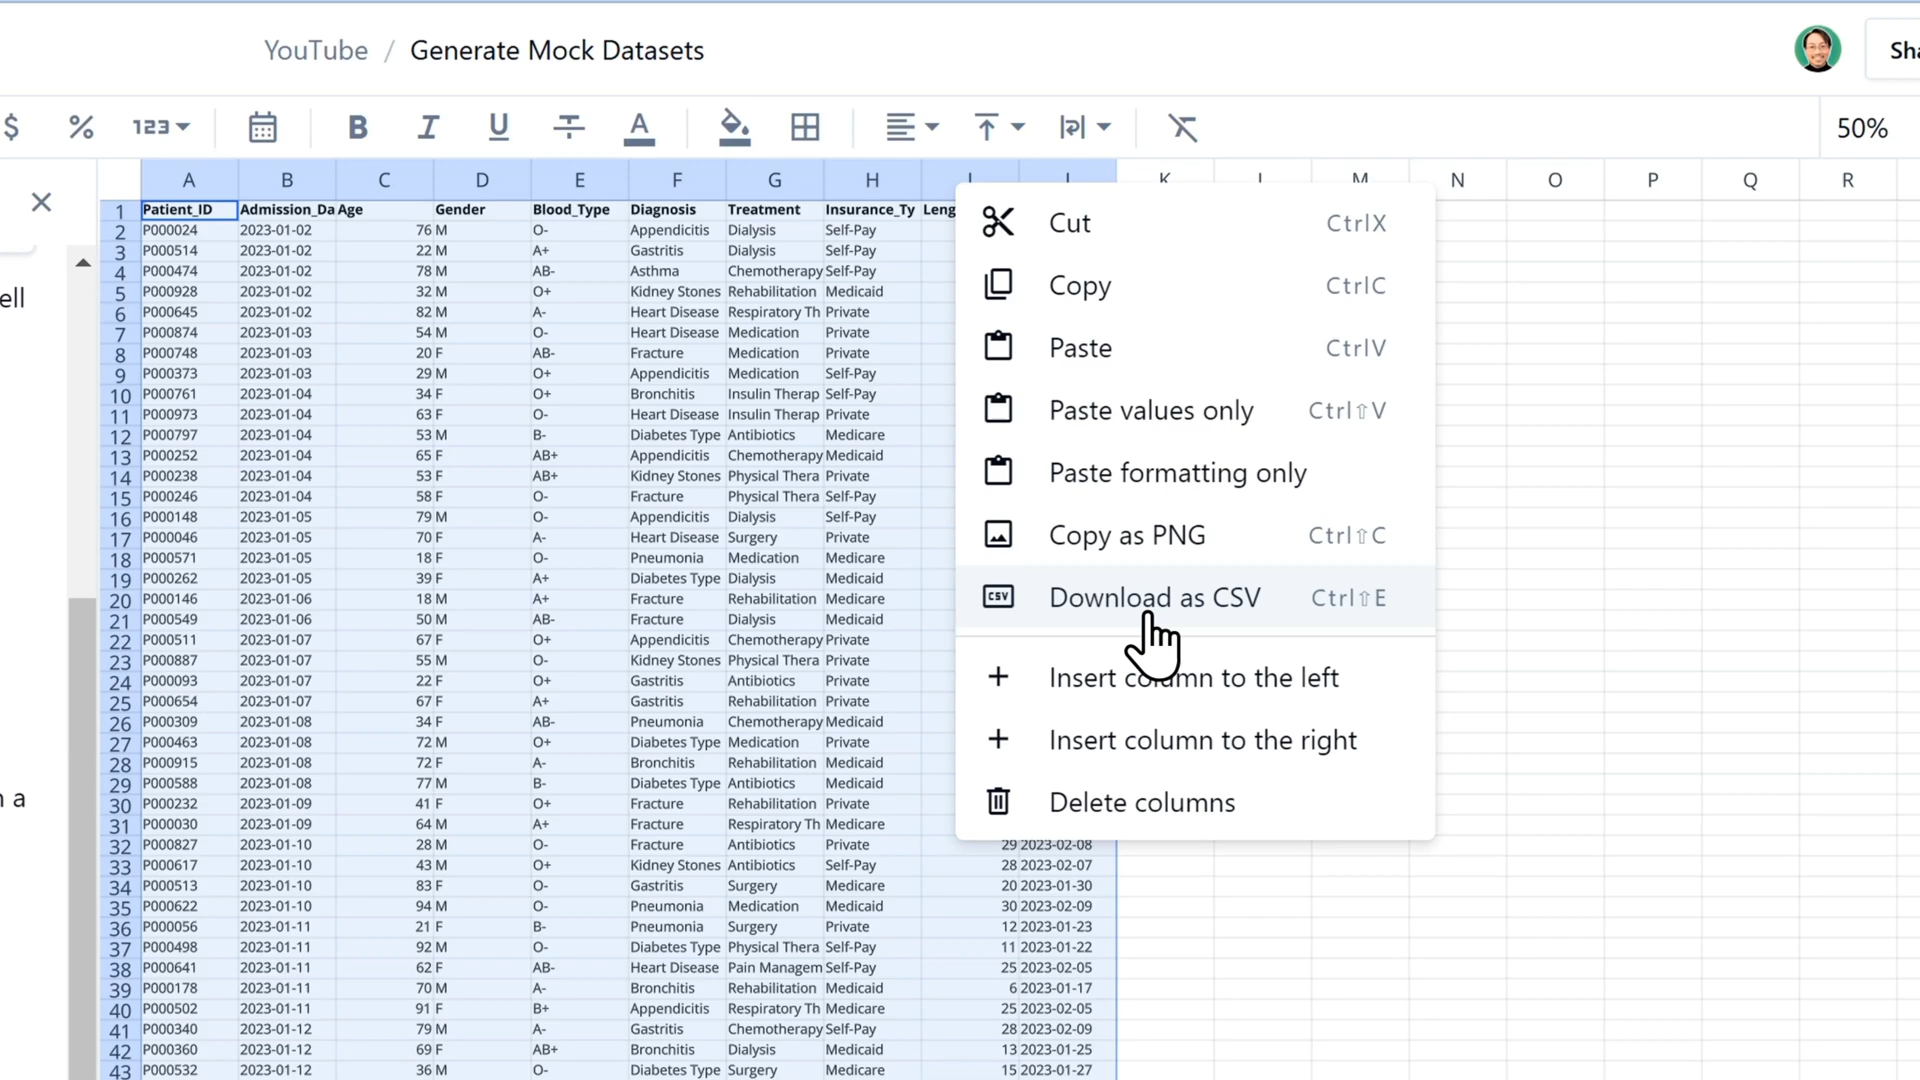 YouTube / Generate Mock Datasets
Sha
$ % 123 B I U A 50%
A B C D E F G H K M N O P Q R
ell
n a
1 Patient_ID Admission_Da Age Gender Blood_Type Diagnosis Treatment Insurance_Ty Leng
2 P000024 2023-01-02 76 M O- Appendicitis Dialysis Self-Pay
3 P000514 2023-01-02 22 M A+ Gastritis Dialysis Self-Pay
4 P000474 2023-01-02 78 M AB- Asthma Chemotherapy Self-Pay
5 P000928 2023-01-02 32 M O+ Kidney Stones Rehabilitation Medicaid
6 P000645 2023-01-02 82 M A- Heart Disease Respiratory Th Private
7 P000874 2023-01-03 54 M O- Heart Disease Medication Private
8 P000748 2023-01-03 20 F AB- Fracture Medication Private
9 P000373 2023-01-03 29 M O+ Appendicitis Medication Self-Pay
10 P000761 2023-01-04 34 F O+ Bronchitis Insulin Therap Self-Pay
11 P000973 2023-01-04 63 F O- Heart Disease Insulin Therap Private
12 P000797 2023-01-04 53 M B- Diabetes Type Antibiotics Medicare
13 P000252 2023-01-04 65 F AB+ Appendicitis Chemotherapy Medicaid
14 P000238 2023-01-04 53 F AB+ Kidney Stones Physical Thera Private
15 P000246 2023-01-04 58 F O- Fracture Physical Thera Self-Pay
16 P000148 2023-01-05 79 M O- Appendicitis Dialysis Self-Pay
17 P000046 2023-01-05 70 F A- Heart Disease Surgery Private
18 P000571 2023-01-05 18 F O- Pneumonia Medication Medicare
19 P000262 2023-01-05 39 F A+ Diabetes Type Dialysis Medicaid
20 P000146 2023-01-06 18 M A+ Fracture Rehabilitation Medicare
21 P000549 2023-01-06 50 M AB- Fracture Dialysis Medicaid
22 P000511 2023-01-07 67 F O+ Appendicitis Chemotherapy Private
23 P000887 2023-01-07 55 M O- Kidney Stones Physical Thera Private
24 P000093 2023-01-07 22 F O+ Gastritis Antibiotics Private
25 P000654 2023-01-07 67 F A+ Gastritis Rehabilitation Private
26 P000309 2023-01-08 34 F AB- Pneumonia Chemotherapy Medicaid
27 P000463 2023-01-08 72 M O+ Diabetes Type Medication Private
28 P000915 2023-01-08 72 F A- Bronchitis Rehabilitation Medicaid
29 P000588 2023-01-08 77 M B- Diabetes Type Antibiotics Medicaid
30 P000232 2023-01-09 41 F O+ Fracture Rehabilitation Private
31 P000030 2023-01-09 64 M A+ Fracture Respiratory Th Medicare
32 P000827 2023-01-10 28 M O- Fracture Antibiotics Private 29 2023-02-08
33 P000617 2023-01-10 43 M O+ Kidney Stones Antibiotics Self-Pay 28 2023-02-07
34 P000513 2023-01-10 83 F O- Gastritis Surgery Medicare 20 2023-01-30
35 P000622 2023-01-10 94 M O- Pneumonia Medication Medicaid 30 2023-02-09
36 P000056 2023-01-11 21 F B- Pneumonia Surgery Private 12 2023-01-23
37 P000498 2023-01-11 92 M O- Diabetes Type Physical Thera Self-Pay 11 2023-01-22
38 P000641 2023-01-11 62 F AB- Heart Disease Pain Managem Self-Pay 25 2023-02-05
39 P000178 2023-01-11 70 M A- Bronchitis Rehabilitation Medicare 6 2023-01-17
40 P000502 2023-01-11 91 F B+ Appendicitis Respiratory Th Medicare 25 2023-02-05
41 P000340 2023-01-12 79 M A- Gastritis Chemotherapy Self-Pay 28 2023-02-09
42 P000360 2023-01-12 69 F AB+ Bronchitis Dialysis Medicaid 13 2023-01-25
43 P000532 2023-01-12 36 M O- Diabetes Type Surgery Medicare 15 2023-01-27
Cut CtrlX
Copy CtrlC
Paste CtrlV
Paste values only Ctrl⇧V
Paste formatting only
Copy as PNG Ctrl⇧C
CSV Download as CSV Ctrl⇧E
Insert column to the left
Insert column to the right
Delete columns